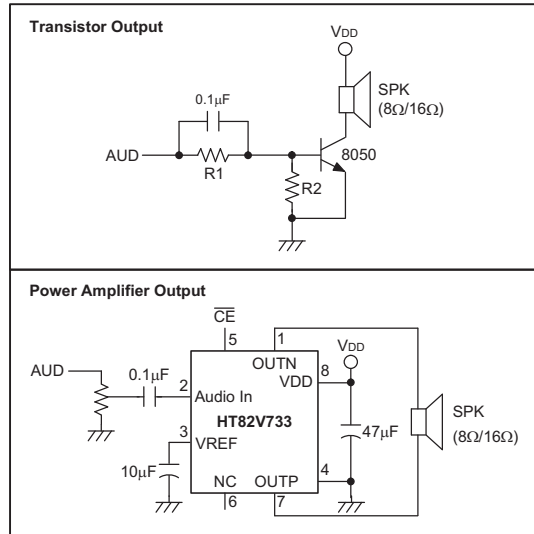 Transistor Output
VDD
SPK
(8Ω/16Ω)
0.1μF
AUD
R1
8050
R2
Power Amplifier Output
CE
5
1
VDD
OUTN
8
AUD
0.1μF
VDD
2
Audio In
HT82V733
SPK
(8Ω/16Ω)
3
VREF
47μF
10μF
4
NC
OUTP
6
7